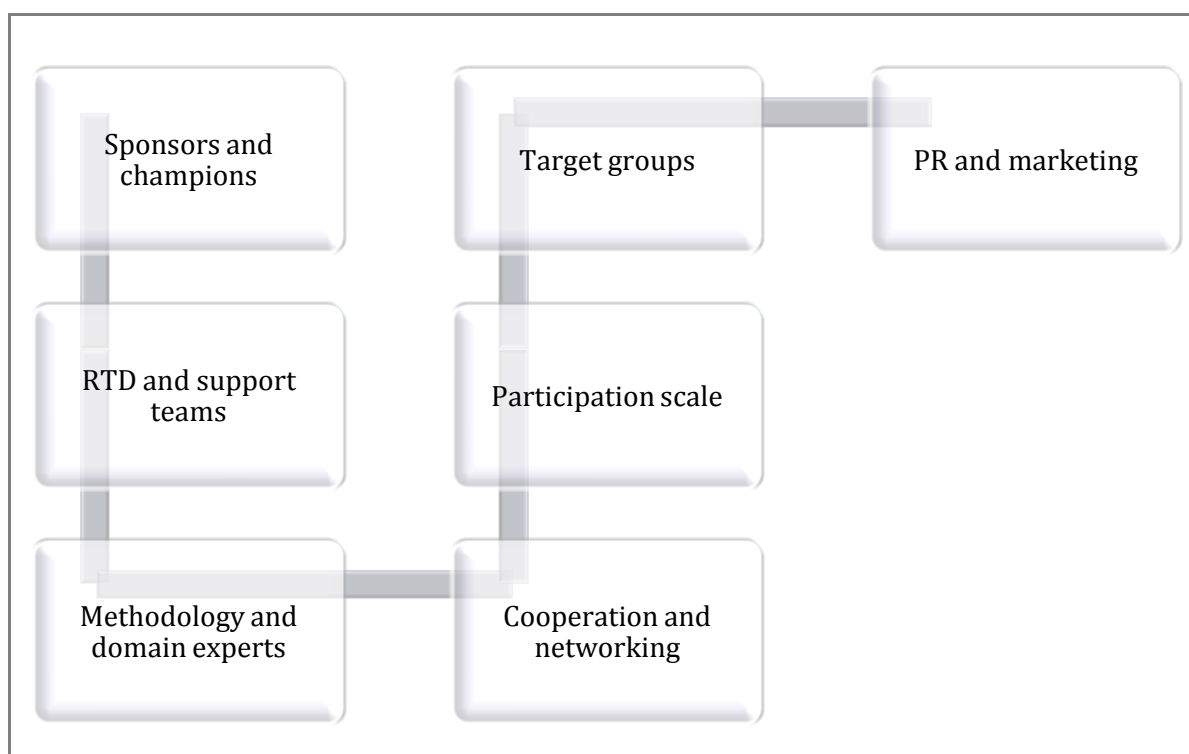 Sponsors and
champions
RTD and support
teams
Methodology and
domain experts
Cooperation and
networking
Participation scale
Target groups
PR and marketing